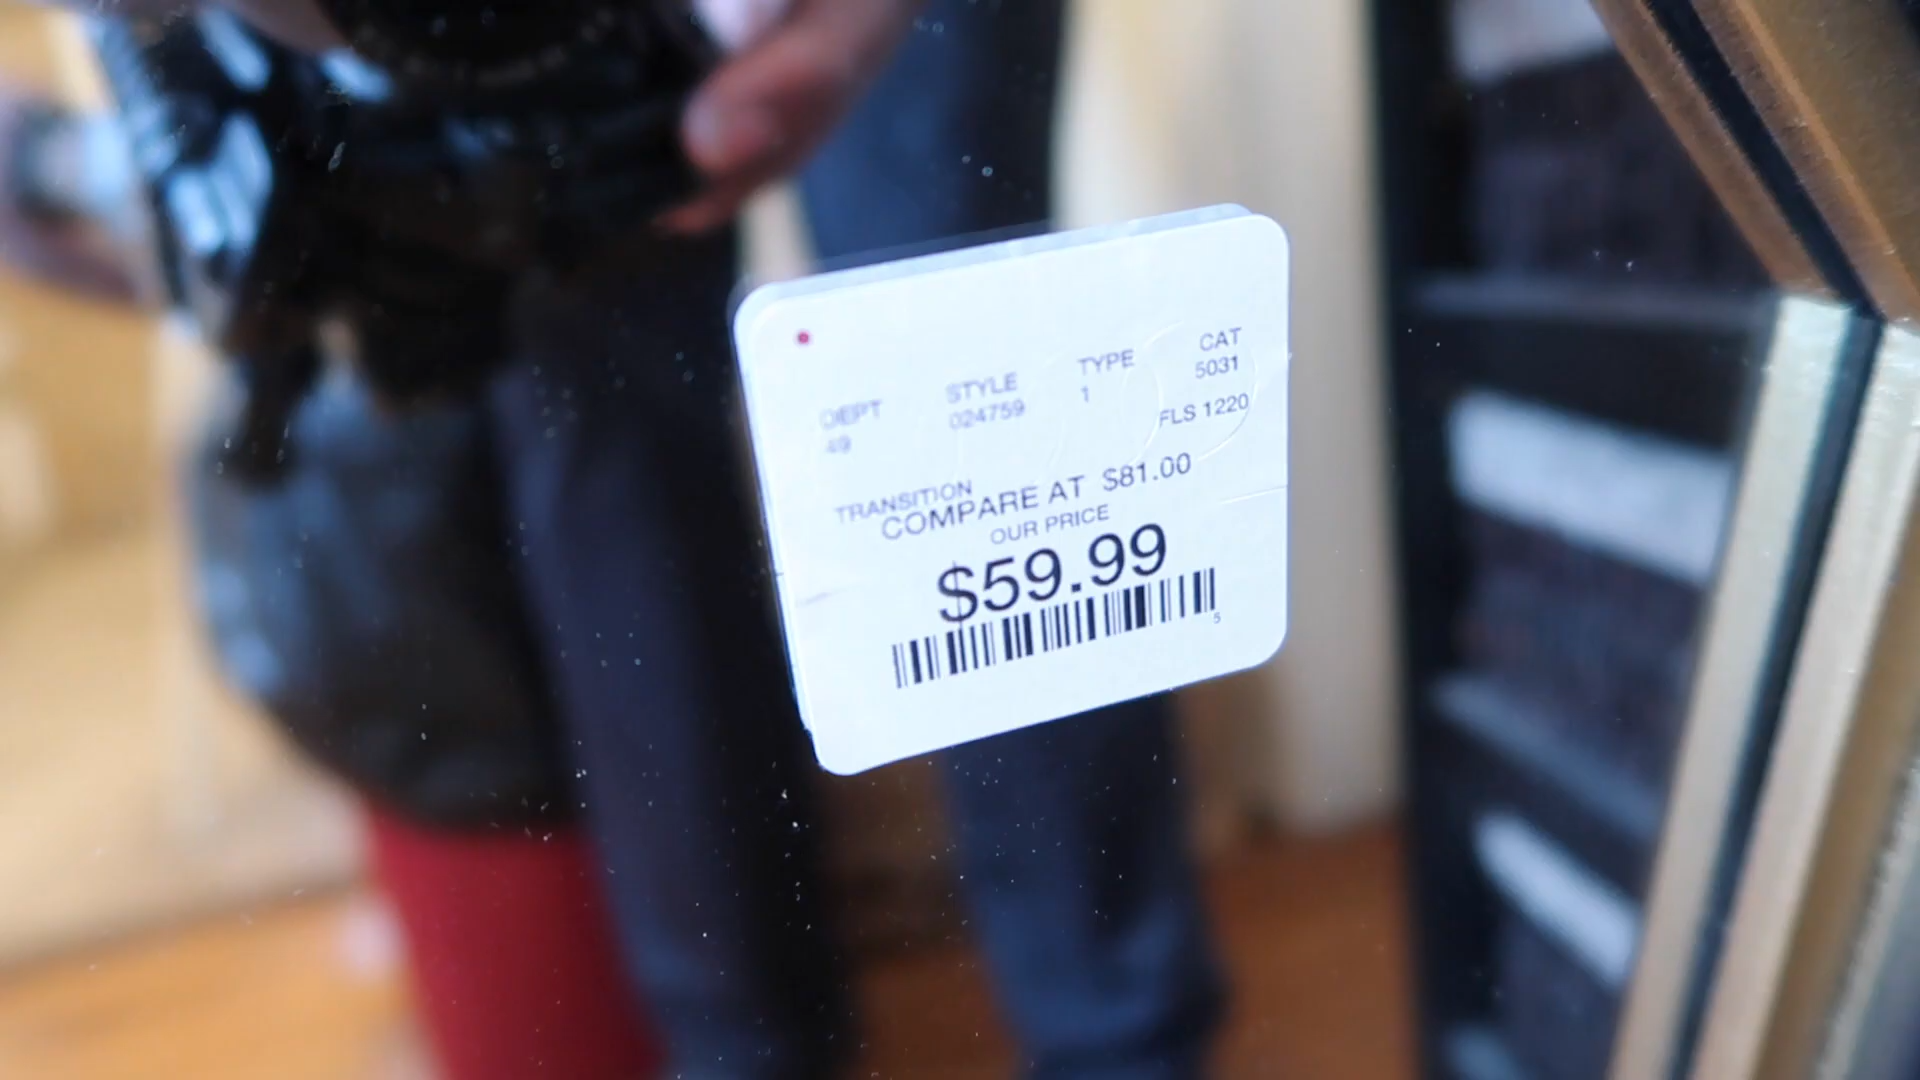 DEPT STYLE TYPE CAT
49 024759 1 5031
FLS 1220
TRANSITION
COMPARE AT $81.00
OUR PRICE
$59.99
5